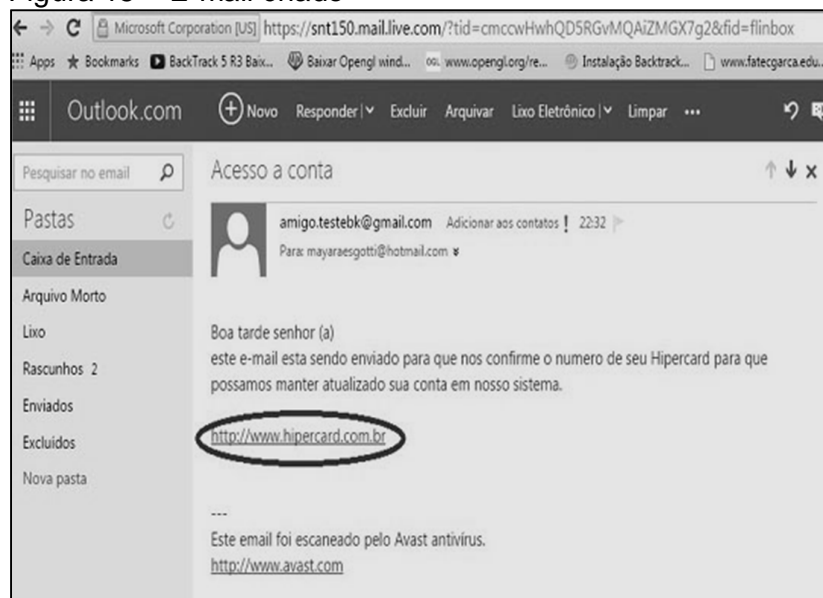 Microsoft Corporation [US] https://snt150.mail.live.com/?tid=cmccwHwhQD5RGvMQAiZMGX7g2&fid=flinbox
Apps Bookmarks BackTrack 5 R3 Baix... Baixar Opengl wind... www.opengl.org/re... Instalação Backtrack... www.fatecgarca.edu...
Outlook.com Novo Responder Excluir Arquivar Lixo Eletrônico Limpar ...
Pesquisar no email
Acesso a conta
Pastas
Caixa de Entrada
Arquivo Morto
Lixo
Rascunhos 2
Enviados
Excluídos
Nova pasta
amigo.testebk@gmail.com Adicionar aos contatos ! 22:32
Para: mayaraesgotti@hotmail.com
Boa tarde senhor (a)
este e-mail esta sendo enviado para que nos confirme o numero de seu Hipercard para que
possamos manter atualizado sua conta em nosso sistema.
http://www.hipercard.com.br
---
Este email foi escaneado pelo Avast antivírus.
http://www.avast.com